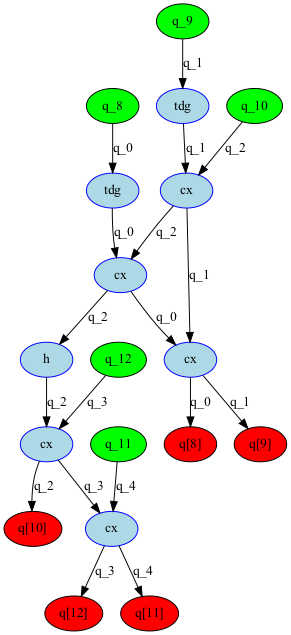 q_9
q_1
q_8
tdg
q_10
q_0
q_1
q_2
tdg
cx
q_0
q_2
cx
q_1
q_2
q_0
h
q_12
cx
q_2
q_3
q_0
q_1
cx
q_11
q[8]
q[9]
q_2
q_3
q_4
q[10]
cx
q_3
q_4
q[12]
q[11]